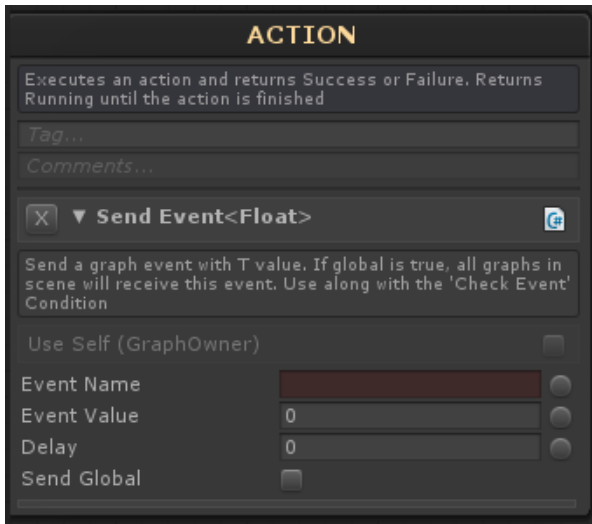 ACTION
Executes an action and returns Success or Failure. Returns
Running until the action is finished
Tag...
Comments...
X ▼ Send Event<Float> C#
Send a graph event with T value. If global is true, all graphs in
scene will receive this event. Use along with the 'Check Event'
Condition
Use Self (GraphOwner)
Event Name
Event Value 0
Delay 0
Send Global